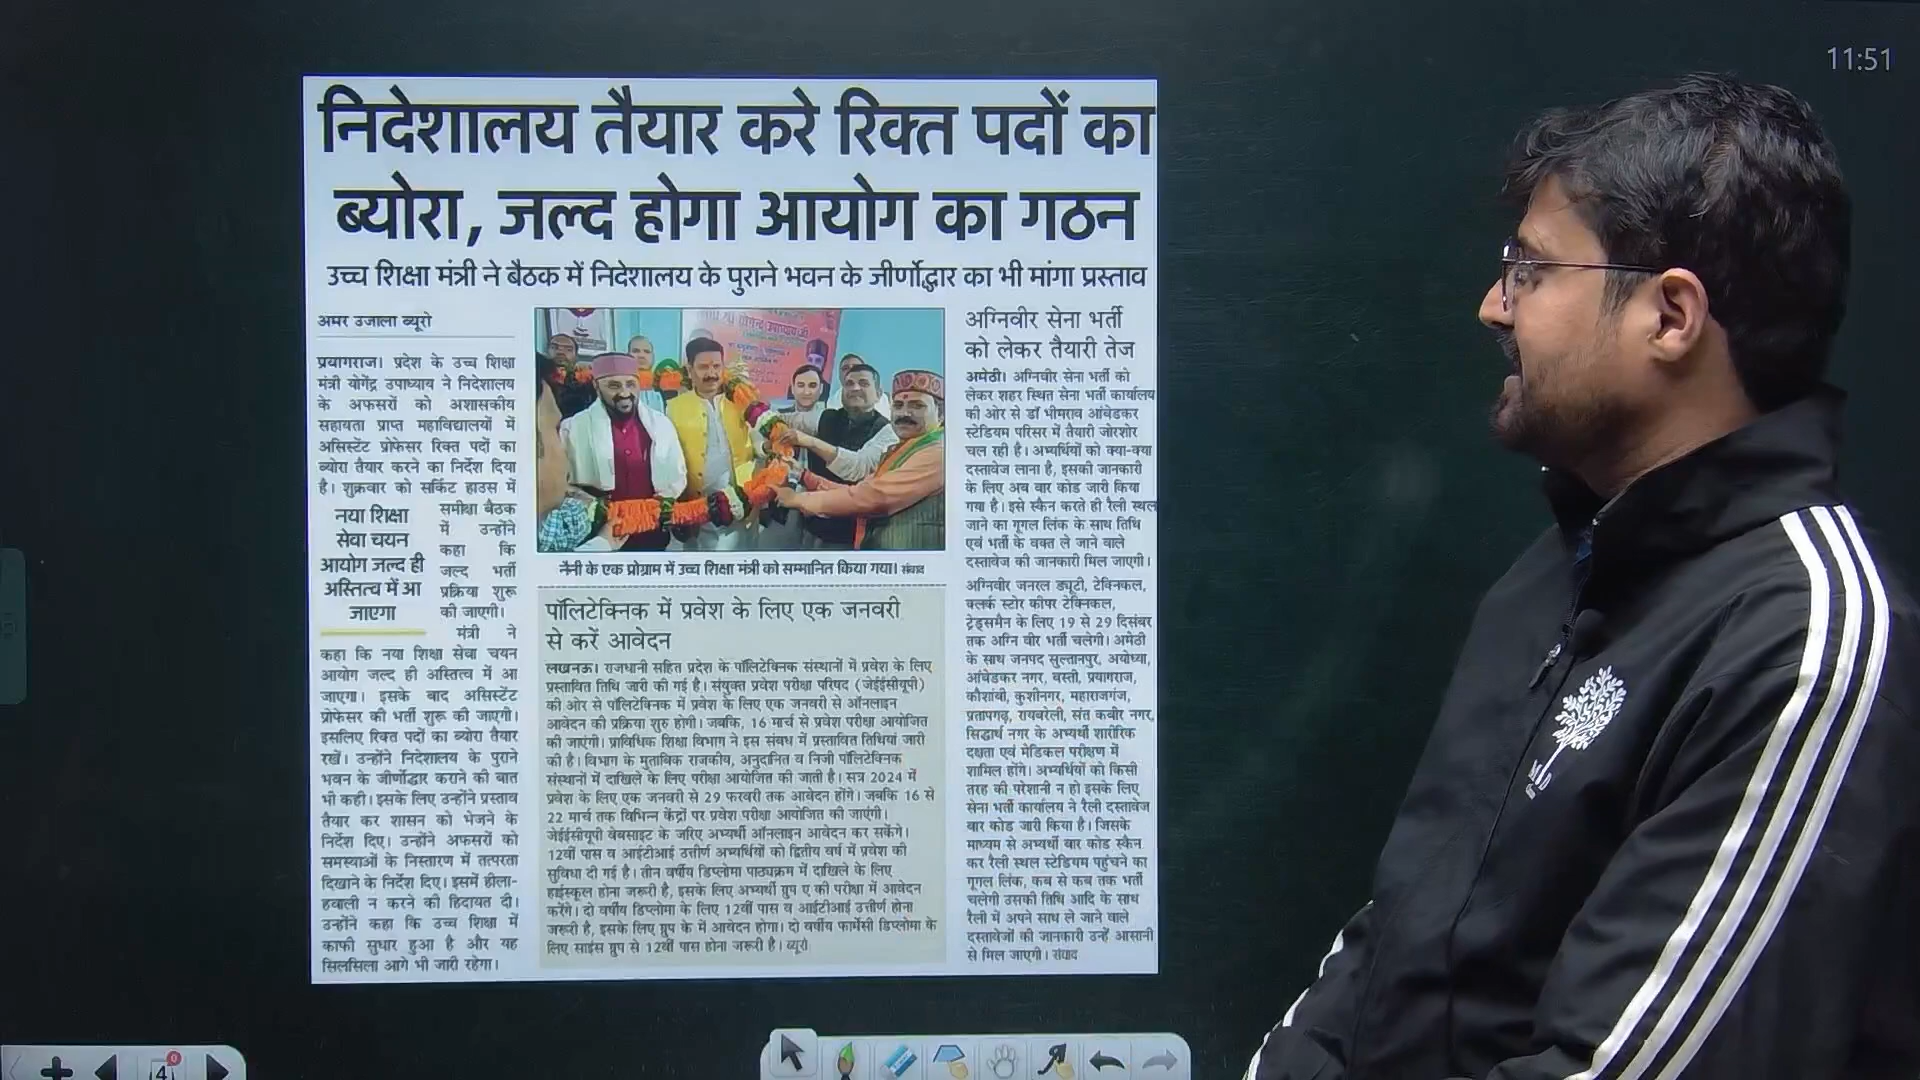 11:51
निदेशालय तैयार करे रिक्त पदों का
ब्योरा, जल्द होगा आयोग का गठन
उच्च शिक्षा मंत्री ने बैठक में निदेशालय के पुराने भवन के जीर्णोद्धार का भी मांगा प्रस्ताव
अमर उजाला ब्यूरो
प्रयागराज। प्रदेश के उच्च शिक्षा
मंत्री योगेंद्र उपाध्याय ने निदेशालय
के अफसरों को अशासकीय
सहायता प्राप्त महाविद्यालयों में
असिस्टेंट प्रोफेसर रिक्त पदों का
ब्योरा तैयार करने का निर्देश दिया
है। शुक्रवार को सर्किट हाउस में
समीक्षा बैठक
में उन्होंने
कहा कि
जल्द भर्ती
प्रक्रिया शुरू
की जाएगी।
मंत्री ने
नया शिक्षा
सेवा चयन
आयोग जल्द ही
अस्तित्व में आ
जाएगा
कहा कि नया शिक्षा सेवा चयन
आयोग जल्द ही अस्तित्व में आ
जाएगा। इसके बाद असिस्टेंट
प्रोफेसर की भर्ती शुरू की जाएगी।
इसलिए रिक्त पदों का ब्योरा तैयार
रखें। उन्होंने निदेशालय के पुराने
भवन के जीर्णोद्धार कराने की बात
भी कही। इसके लिए उन्होंने प्रस्ताव
तैयार कर शासन को भेजने के
निर्देश दिए। उन्होंने अफसरों को
समस्याओं के निस्तारण में तत्परता
दिखाने के निर्देश दिए। इसमें हीला-
हवाली न करने की हिदायत दी।
उन्होंने कहा कि उच्च शिक्षा में
काफी सुधार हुआ है और यह
सिलसिला आगे भी जारी रहेगा।
नैनी के एक प्रोग्राम में उच्च शिक्षा मंत्री को सम्मानित किया गया। संवाद
पॉलिटेक्निक में प्रवेश के लिए एक जनवरी
से करें आवेदन
लखनऊ। राजधानी सहित प्रदेश के पॉलिटेक्निक संस्थानों में प्रवेश के लिए
प्रस्तावित तिथि जारी की गई है। संयुक्त प्रवेश परीक्षा परिषद (जेईईसीयूपी)
की ओर से पॉलिटेक्निक में प्रवेश के लिए एक जनवरी से ऑनलाइन
आवेदन की प्रक्रिया शुरु होगी। जबकि, 16 मार्च से प्रवेश परीक्षा आयोजित
की जाएंगी। प्राविधिक शिक्षा विभाग ने इस संबध में प्रस्तावित तिथियां जारी
की है। विभाग के मुताबिक राजकीय, अनुदानित व निजी पॉलिटेक्निक
संस्थानों में दाखिले के लिए परीक्षा आयोजित की जाती है। सत्र 2024 में
प्रवेश के लिए एक जनवरी से 29 फरवरी तक आवेदन होंगे। जबकि 16 से
22 मार्च तक विभिन्न केंद्रों पर प्रवेश परीक्षा आयोजित की जाएंगी।
जेईईसीयूपी वेबसाइट के जरिए अभ्यर्थी ऑनलाइन आवेदन कर सकेंगे।
12वीं पास व आईटीआई उत्तीर्ण अभ्यर्थियों को द्वितीय वर्ष में प्रवेश की
सुविधा दी गई है। तीन वर्षीय डिप्लोमा पाठ्यक्रम में दाखिले के लिए
हाईस्कूल होना जरूरी है, इसके लिए अभ्यर्थी ग्रुप ए की परीक्षा में आवेदन
करेंगे। दो वर्षीय डिप्लोमा के लिए 12वीं पास व आईटीआई उत्तीर्ण होना
जरूरी है, इसके लिए ग्रुप के में आवेदन होगा। दो वर्षीय फार्मेसी डिप्लोमा के
लिए साइंस ग्रुप से 12वीं पास होना जरूरी है। ब्यूरो
अग्निवीर सेना भर्ती
को लेकर तैयारी तेज
अमेठी। अग्निवीर सेना भर्ती को
लेकर शहर स्थित सेना भर्ती कार्यालय
की ओर से डॉ भीमराव आंबेडकर
स्टेडियम परिसर में तैयारी जोरशोर
चल रही है। अभ्यर्थियों को क्या-क्या
दस्तावेज लाना है, इसकी जानकारी
के लिए अब बार कोड जारी किया
गया है। इसे स्कैन करते ही रैली स्थल
जाने का गूगल लिंक के साथ तिथि
एवं भर्ती के वक्त ले जाने वाले
दस्तावेज की जानकारी मिल जाएगी।
अग्निवीर जनरल ड्यूटी, टेक्निकल,
क्लर्क स्टोर कीपर टेक्निकल,
ट्रेड्समैन के लिए 19 से 29 दिसंबर
तक अग्नि वीर भर्ती चलेगी। अमेठी
के साथ जनपद सुल्तानपुर, अयोध्या,
आंबेडकर नगर, बस्ती, प्रयागराज,
कौशांबी, कुशीनगर, महाराजगंज,
प्रतापगढ़, रायबरेली, संत कबीर नगर,
सिद्धार्थ नगर के अभ्यर्थी शारीरिक
दक्षता एवं मेडिकल परीक्षण में
शामिल होंगे। अभ्यर्थियों को किसी
तरह की परेशानी न हो इसके लिए
सेना भर्ती कार्यालय ने रैली दस्तावेज
बार कोड जारी किया है। जिसके
माध्यम से अभ्यर्थी बार कोड स्कैन
कर रैली स्थल स्टेडियम पहुंचने का
गूगल लिंक, कब से कब तक भर्ती
चलेगी उसकी तिथि आदि के साथ
रैली में अपने साथ ले जाने वाले
दस्तावेजों की जानकारी उन्हें आसानी
से मिल जाएगी। संवाद
4
0